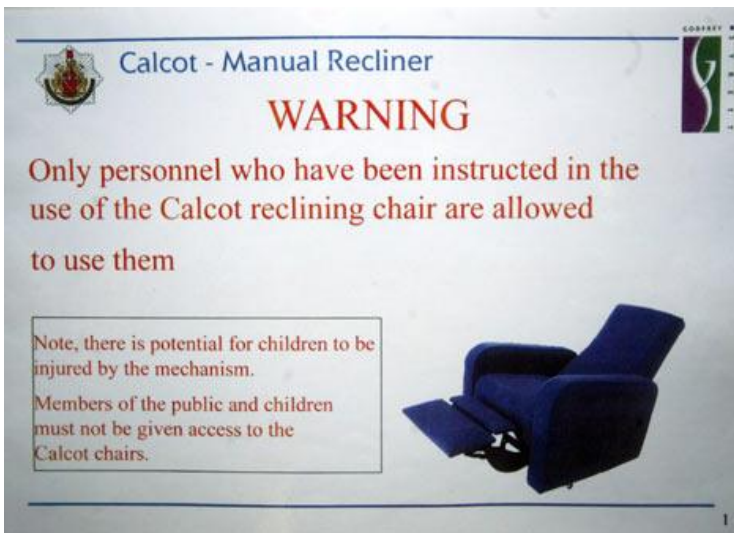 GODFREY
Calcot - Manual Recliner
WARNING
Only personnel who have been instructed in the
use of the Calcot reclining chair are allowed
to use them
Note, there is potential for children to be
injured by the mechanism.
Members of the public and children
must not be given access to the
Calcot chairs.
1